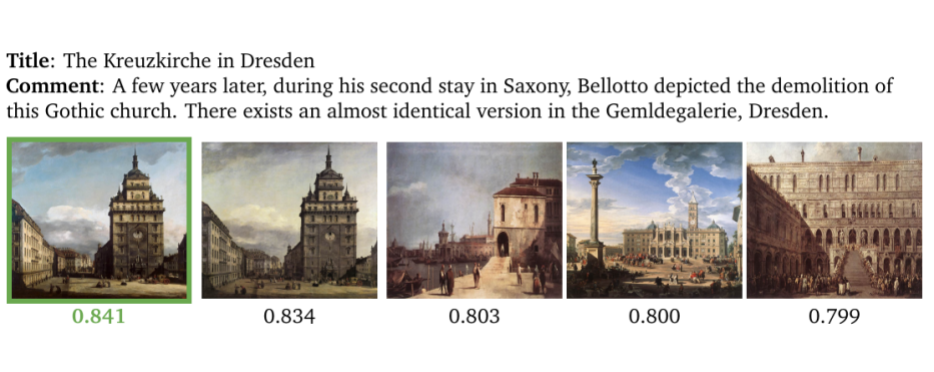 Title: The Kreuzkirche in Dresden
Comment: A few years later, during his second stay in Saxony, Bellotto depicted the demolition of
this Gothic church. There exists an almost identical version in the Gemldegalerie, Dresden.
0.841 0.834 0.803 0.800 0.799